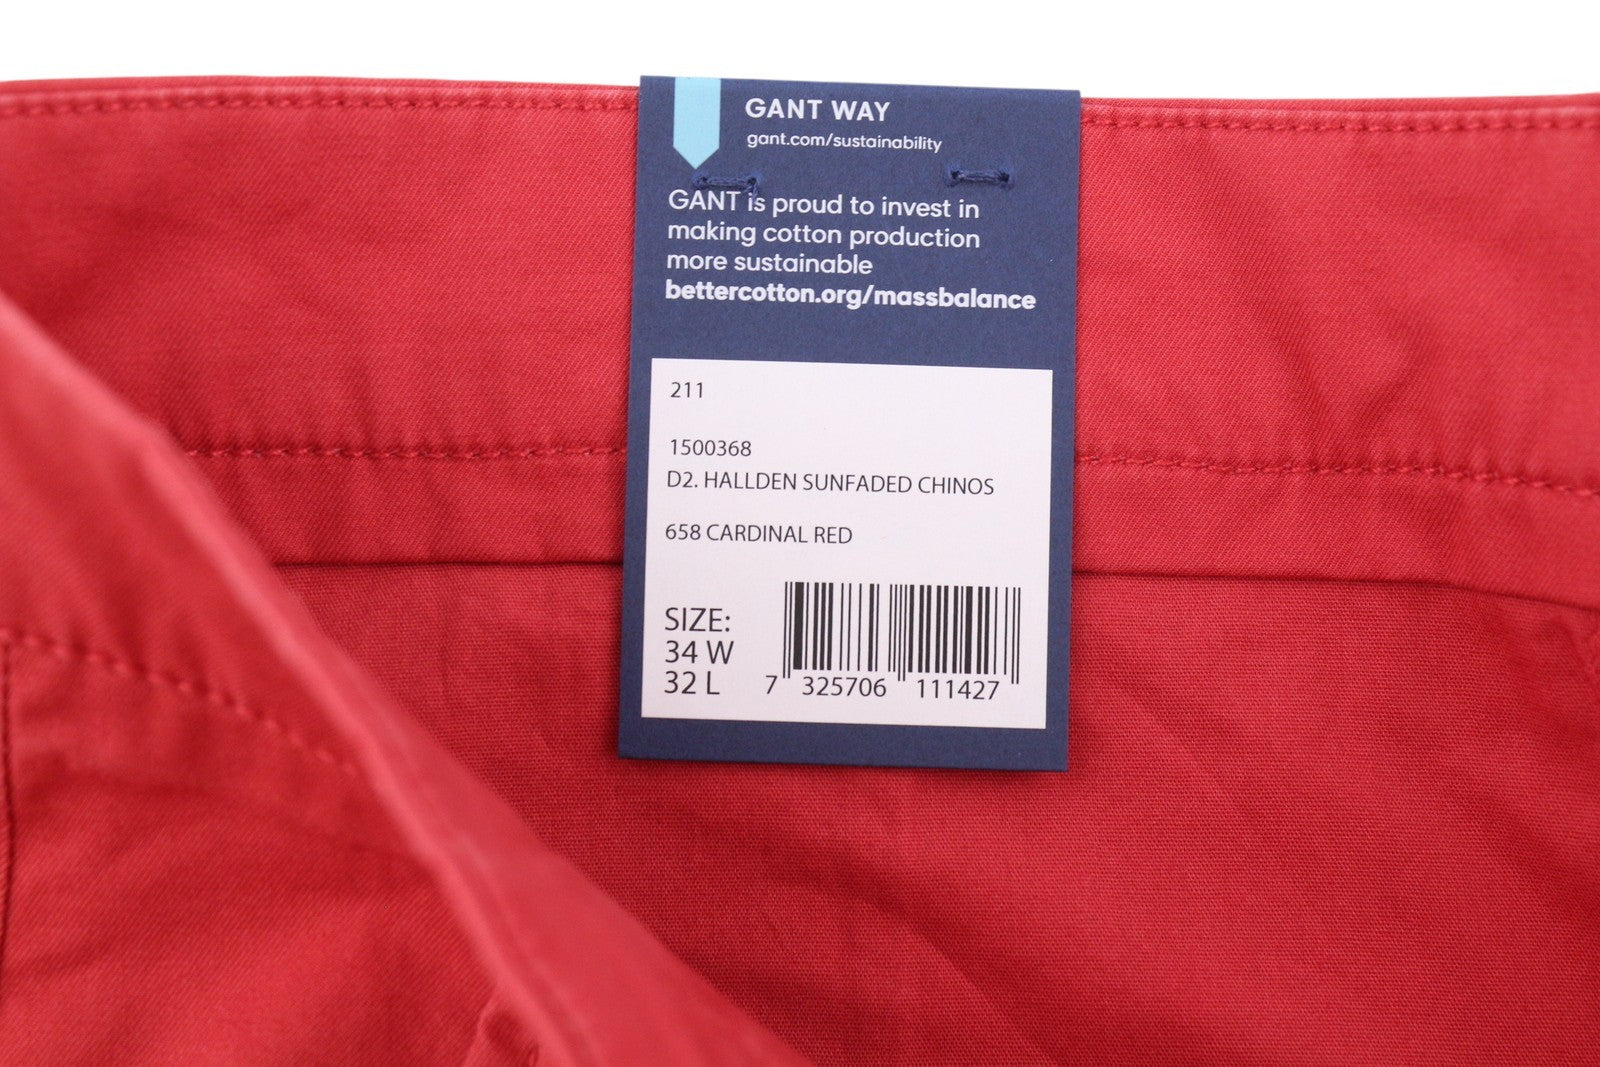 GANT WAY
gant.com/sustainability
GANT is proud to invest in
making cotton production
more sustainable
bettercotton.org/massbalance
211
1500368
D2. HALLDEN SUNFADED CHINOS
658 CARDINAL RED
SIZE:
34 W
32 L
7 325706 111427